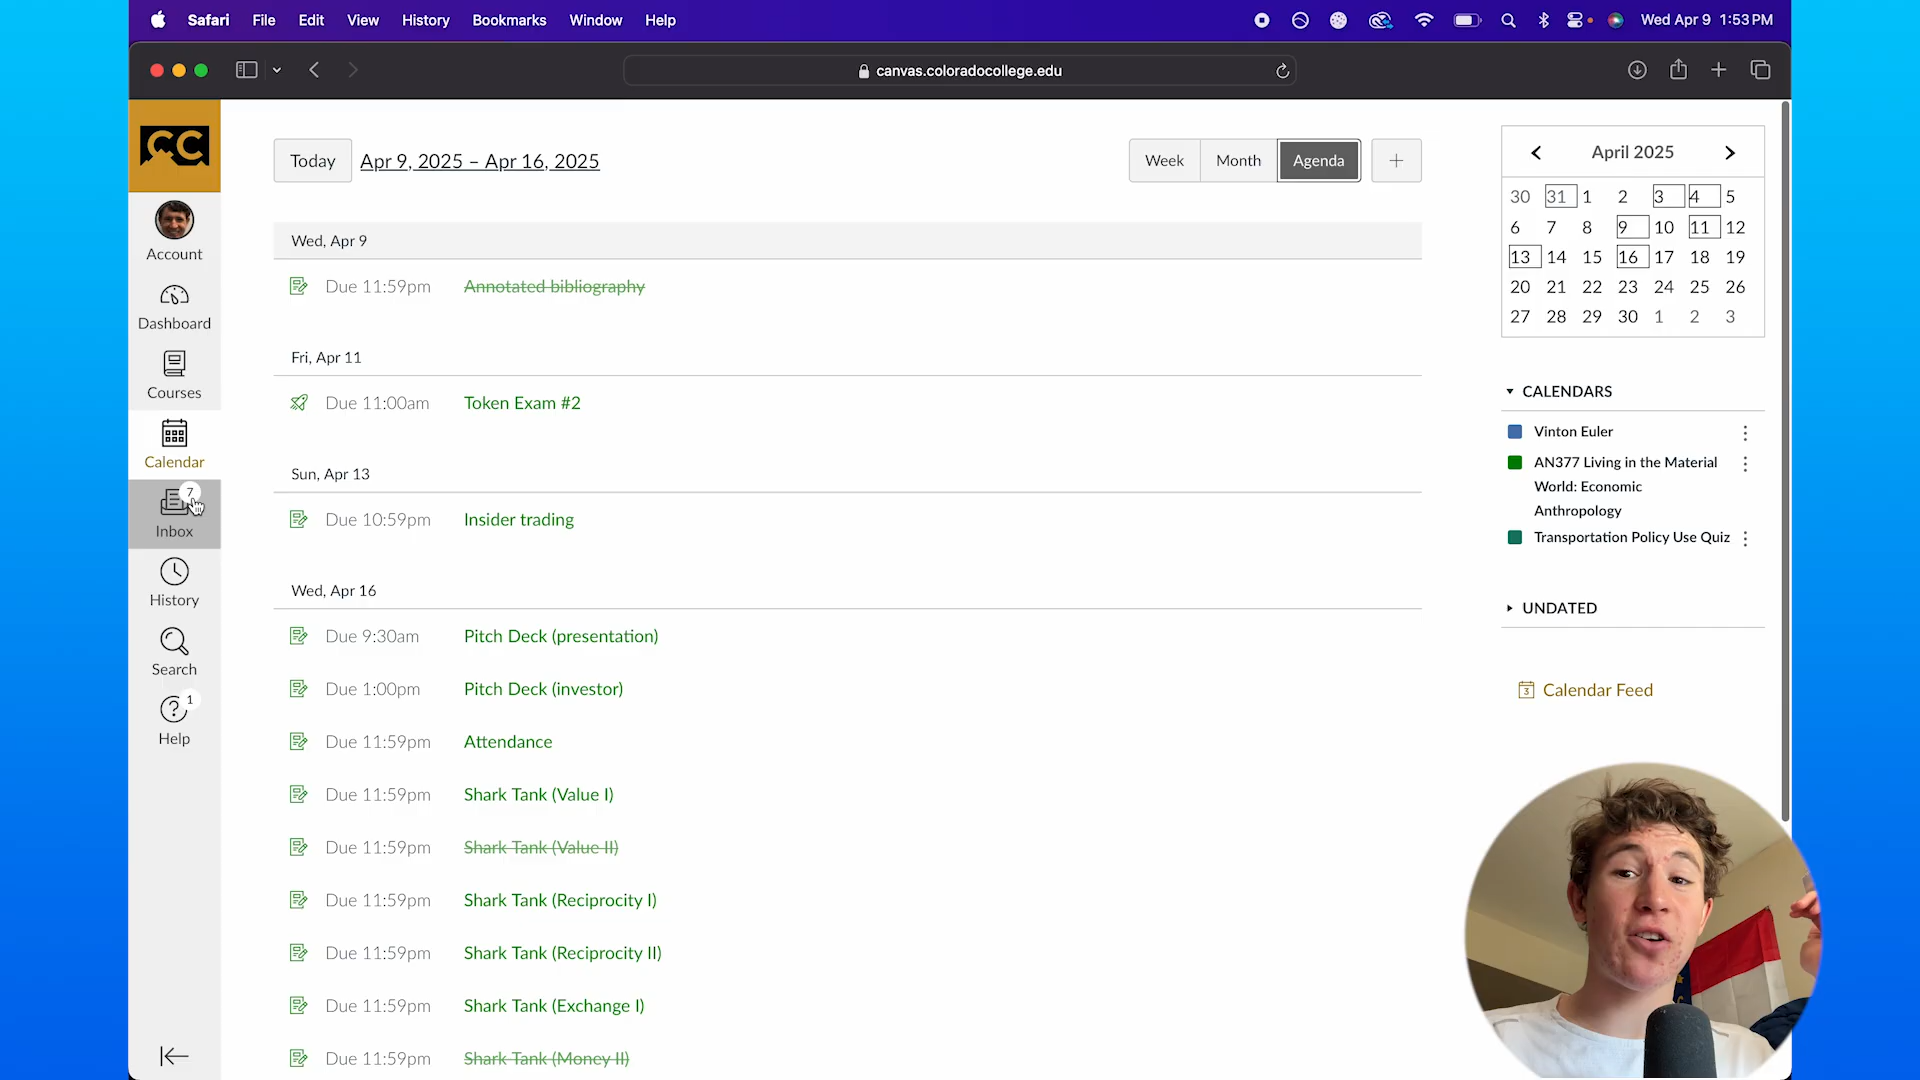 Safari File Edit View History Bookmarks Window Help
Wed Apr 9 1:53 PM
canvas.coloradocollege.edu
CC
Account
Dashboard
Courses
Calendar
7
Inbox
History
Search
1
Help
Today Apr 9, 2025 – Apr 16, 2025
Week Month Agenda +
Wed, Apr 9
Due 11:59pm Annotated bibliography
Fri, Apr 11
Due 11:00am Token Exam #2
Sun, Apr 13
Due 10:59pm Insider trading
Wed, Apr 16
Due 9:30am Pitch Deck (presentation)
Due 1:00pm Pitch Deck (investor)
Due 11:59pm Attendance
Due 11:59pm Shark Tank (Value I)
Due 11:59pm Shark Tank (Value II)
Due 11:59pm Shark Tank (Reciprocity I)
Due 11:59pm Shark Tank (Reciprocity II)
Due 11:59pm Shark Tank (Exchange I)
Due 11:59pm Shark Tank (Money II)
April 2025
30 31 1 2 3 4 5
6 7 8 9 10 11 12
13 14 15 16 17 18 19
20 21 22 23 24 25 26
27 28 29 30 1 2 3
CALENDARS
Vinton Euler
AN377 Living in the Material
World: Economic
Anthropology
Transportation Policy Use Quiz
UNDATED
3 Calendar Feed